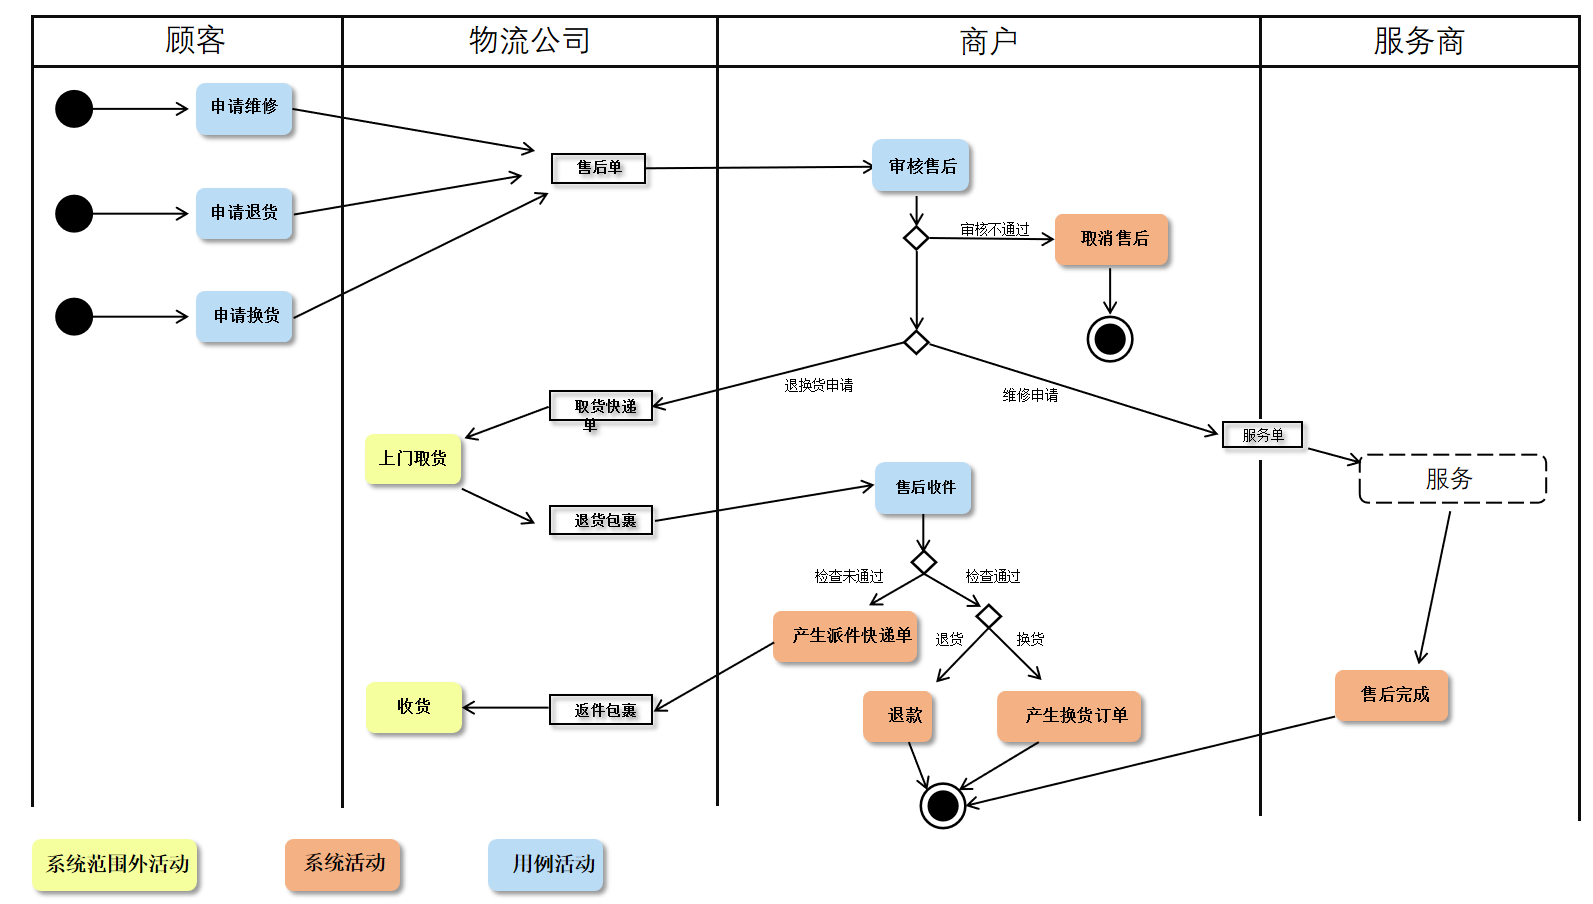 顾客
物流公司
商户
服务商
申请维修
售后单
审核售后
申请退货
审核不通过
取消售后
申请换货
退换货申请
维修申请
取货快递
单
服务单
上门取货
售后收件
服务
退货包裹
检查未通过
检查通过
产生派件快递单
退货
换货
收货
返件包裹
退款
产生换货订单
售后完成
系统范围外活动
系统活动
用例活动